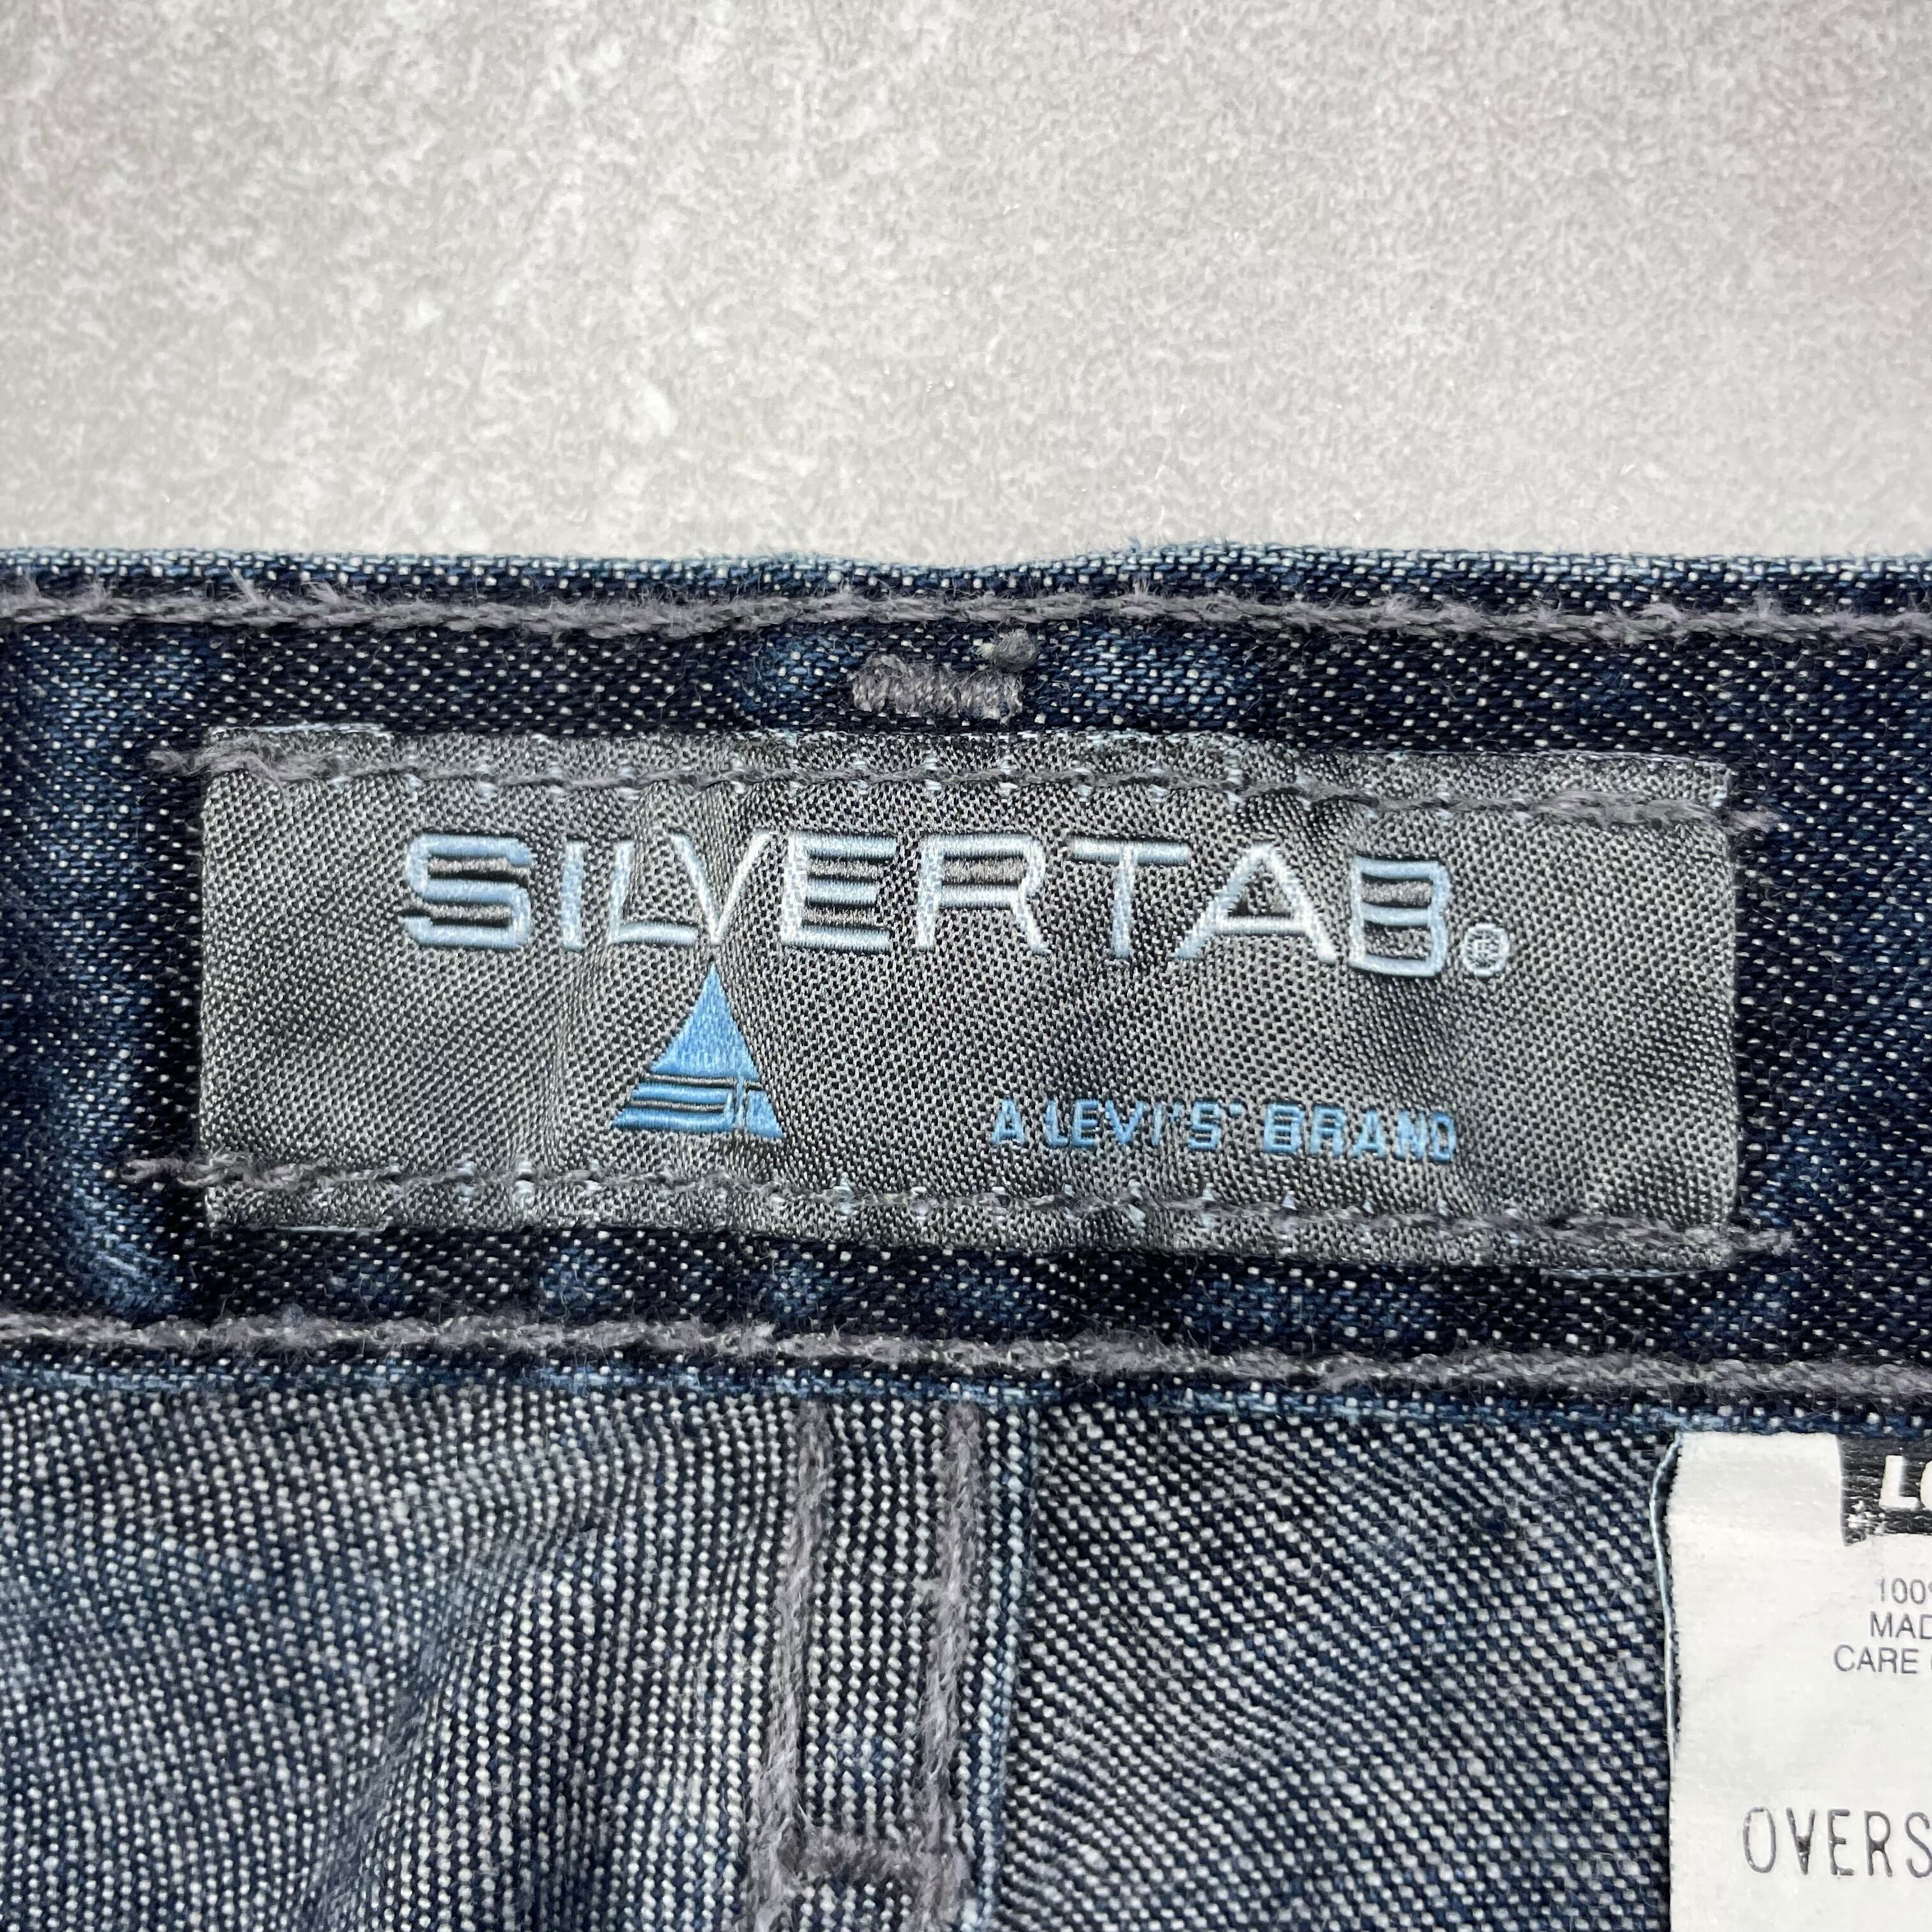 SILVERTAB®
A LEVI'S® BRAND
100%
MAD
CARE
OVERS